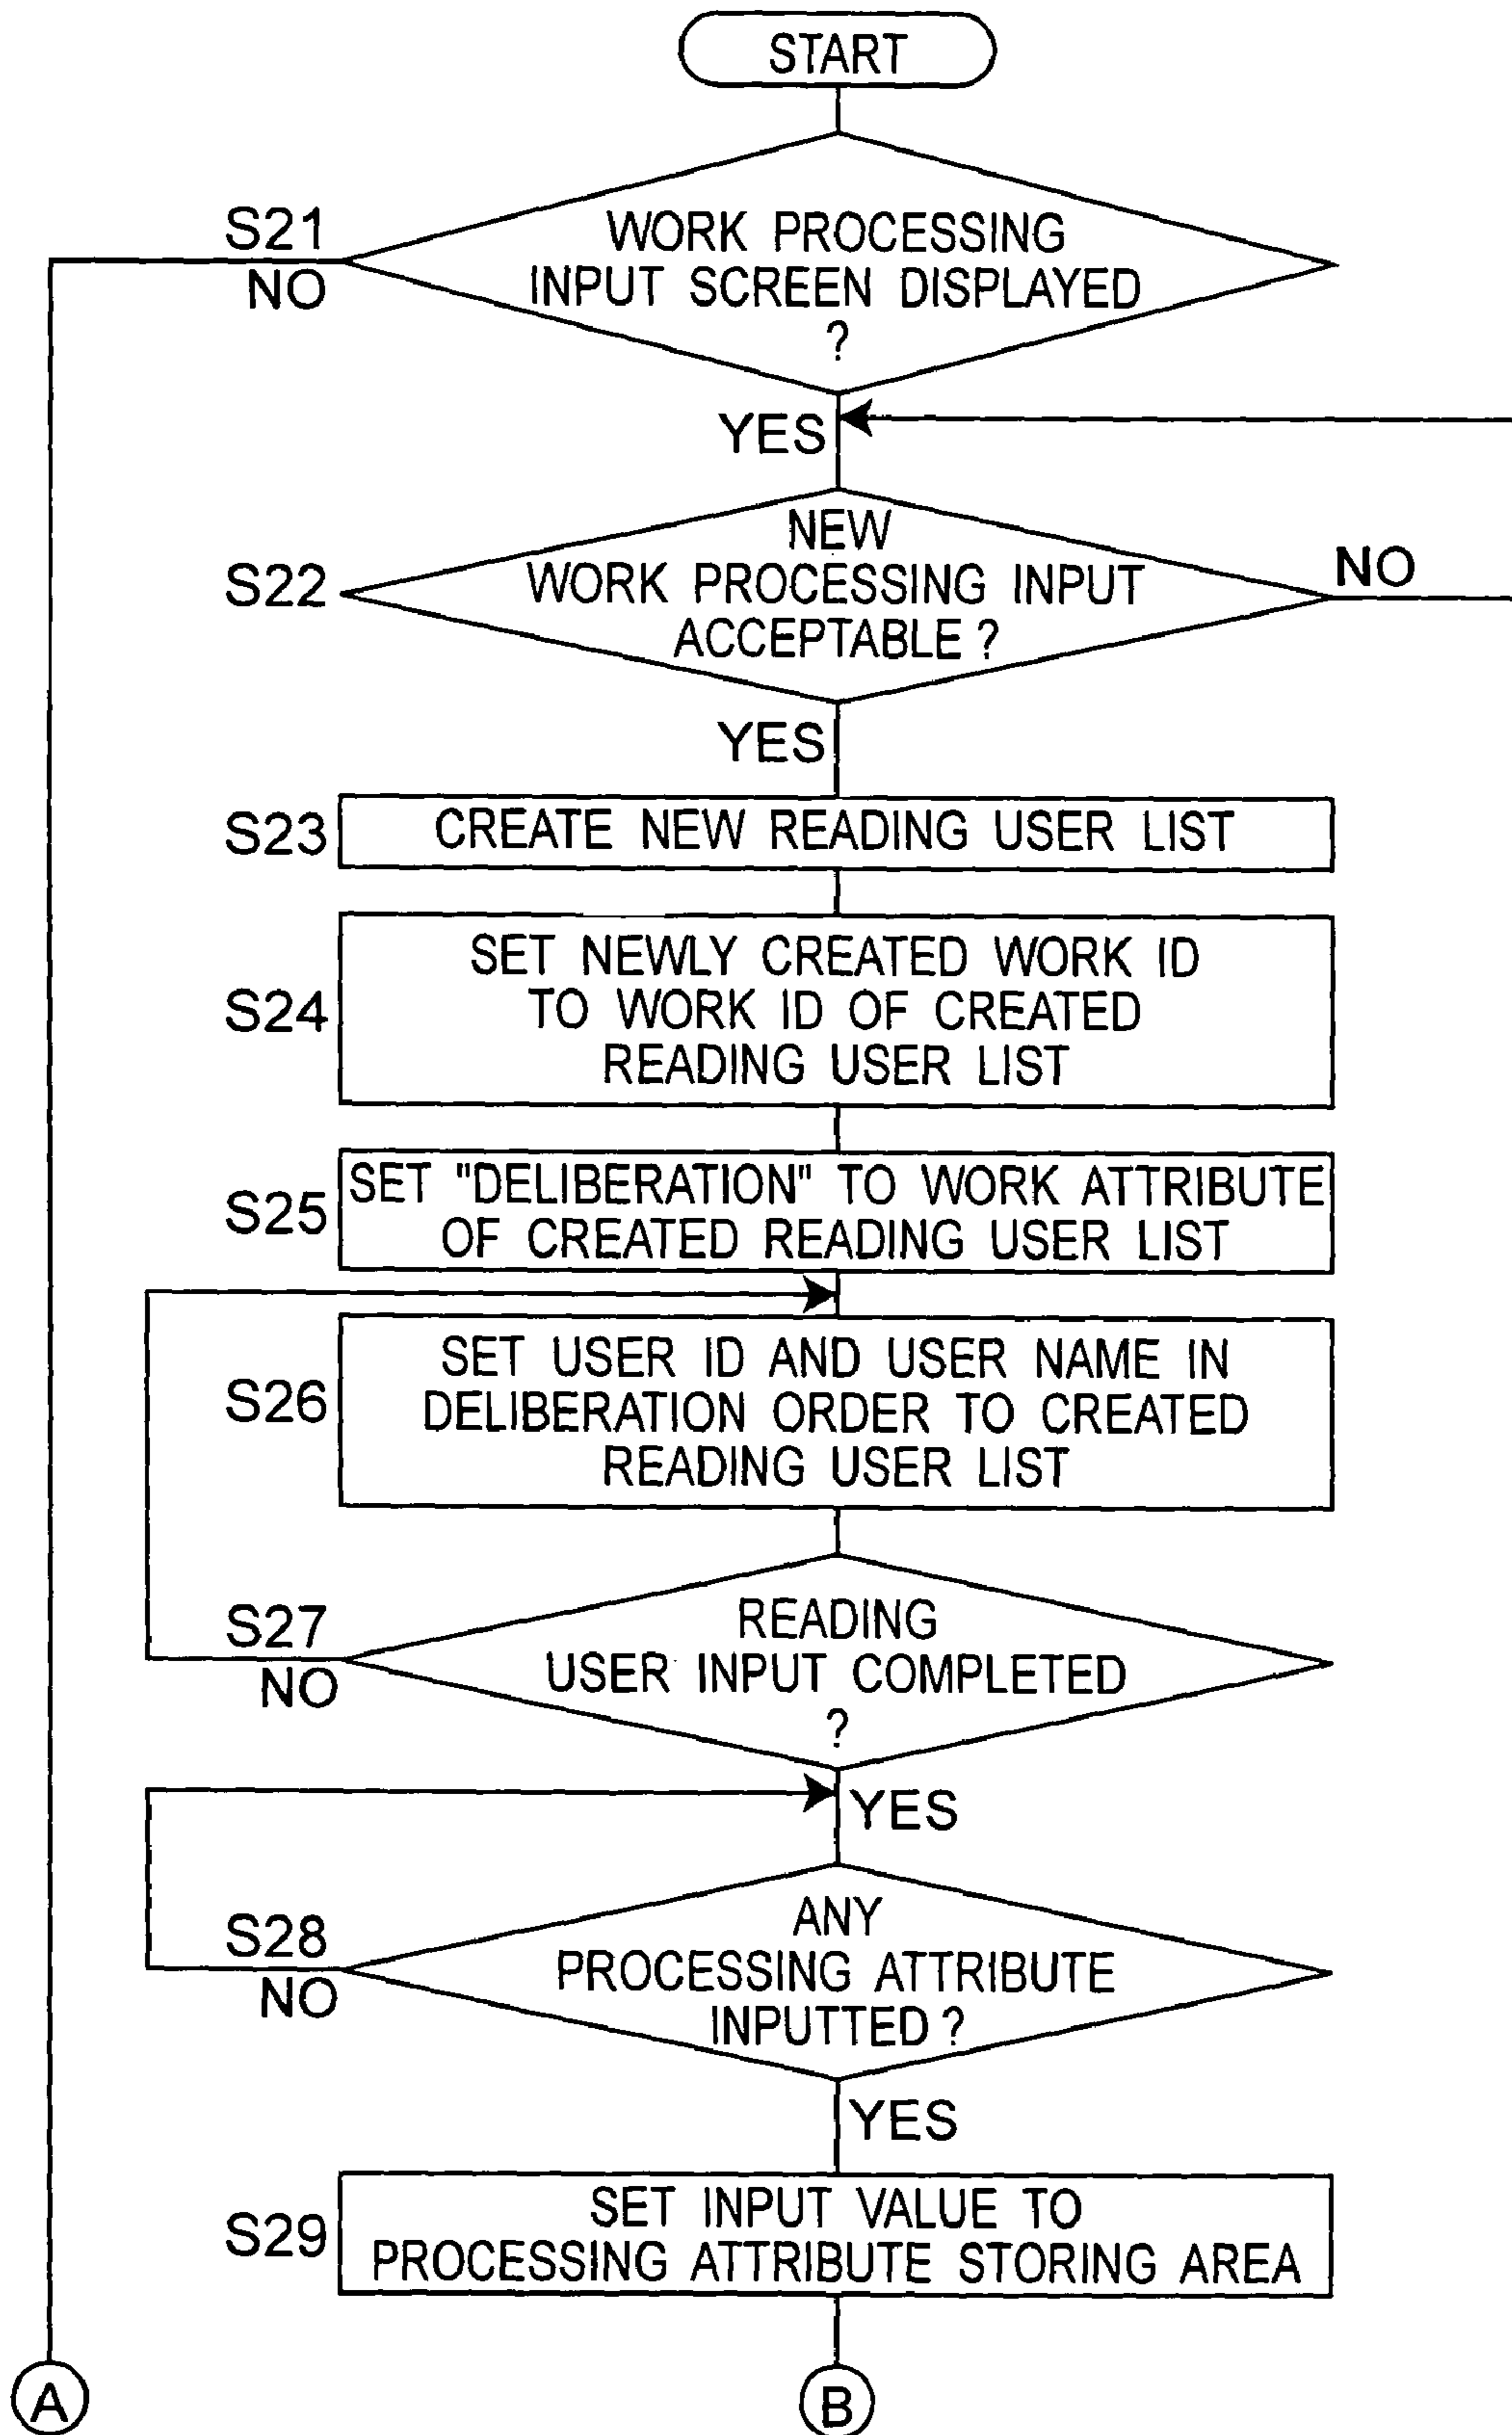 START
S21
NO
WORK PROCESSING
INPUT SCREEN DISPLAYED
?
YES
S22
NEW
WORK PROCESSING INPUT
ACCEPTABLE ?
NO
YES
S23
CREATE NEW READING USER LIST
S24
SET NEWLY CREATED WORK ID
TO WORK ID OF CREATED
READING USER LIST
S25
SET "DELIBERATION" TO WORK ATTRIBUTE
OF CREATED READING USER LIST
S26
SET USER ID AND USER NAME IN
DELIBERATION ORDER TO CREATED
READING USER LIST
S27
NO
READING
USER INPUT COMPLETED
?
YES
S28
NO
ANY
PROCESSING ATTRIBUTE
INPUTTED ?
YES
S29
SET INPUT VALUE TO
PROCESSING ATTRIBUTE STORING AREA
A
B